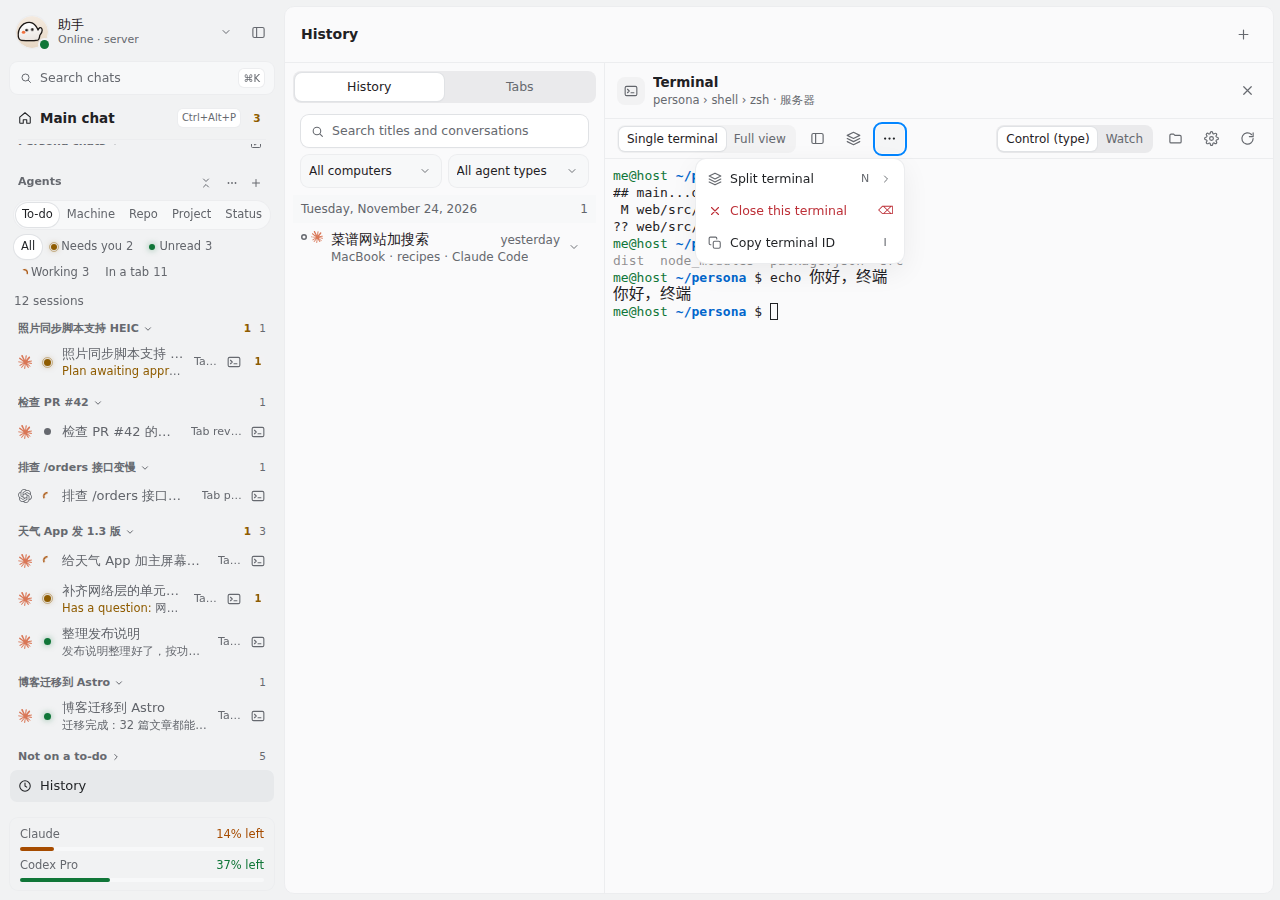 助手
Online · server
Search chats
⌘K
Main chat
Ctrl+Alt+P
3
Agents
To-do
Machine
Repo
Project
Status
All
Needs you 2
Unread 3
Working 3
In a tab 11
12 sessions
照片同步脚本支持 HEIC
1 1
照片同步脚本支持 …
Ta…
1
Plan awaiting appr…
检查 PR #42
1
检查 PR #42 的…
Tab rev…
排查 /orders 接口变慢
1
排查 /orders 接口…
Tab p…
天气 App 发 1.3 版
1 3
给天气 App 加主屏幕…
Ta…
补齐网络层的单元…
Ta…
1
Has a question: 网…
整理发布说明
Ta…
发布说明整理好了，按功…
博客迁移到 Astro
1
博客迁移到 Astro
Ta…
迁移完成：32 篇文章都能…
Not on a to-do
5
History
Claude
14% left
Codex Pro
37% left
History
History
Tabs
Search titles and conversations
All computers
All agent types
Tuesday, November 24, 2026
1
菜谱网站加搜索
yesterday
MacBook · recipes · Claude Code
Terminal
persona › shell › zsh · 服务器
Single terminal
Full view
Control (type)
Watch
Split terminal
N
Close this terminal
⌫
Copy terminal ID
I
me@host
## main...
M web/src/
?? web/src/
me@host
dist
me@host ~/persona $ echo 你好，终端
你好，终端
me@host ~/persona $